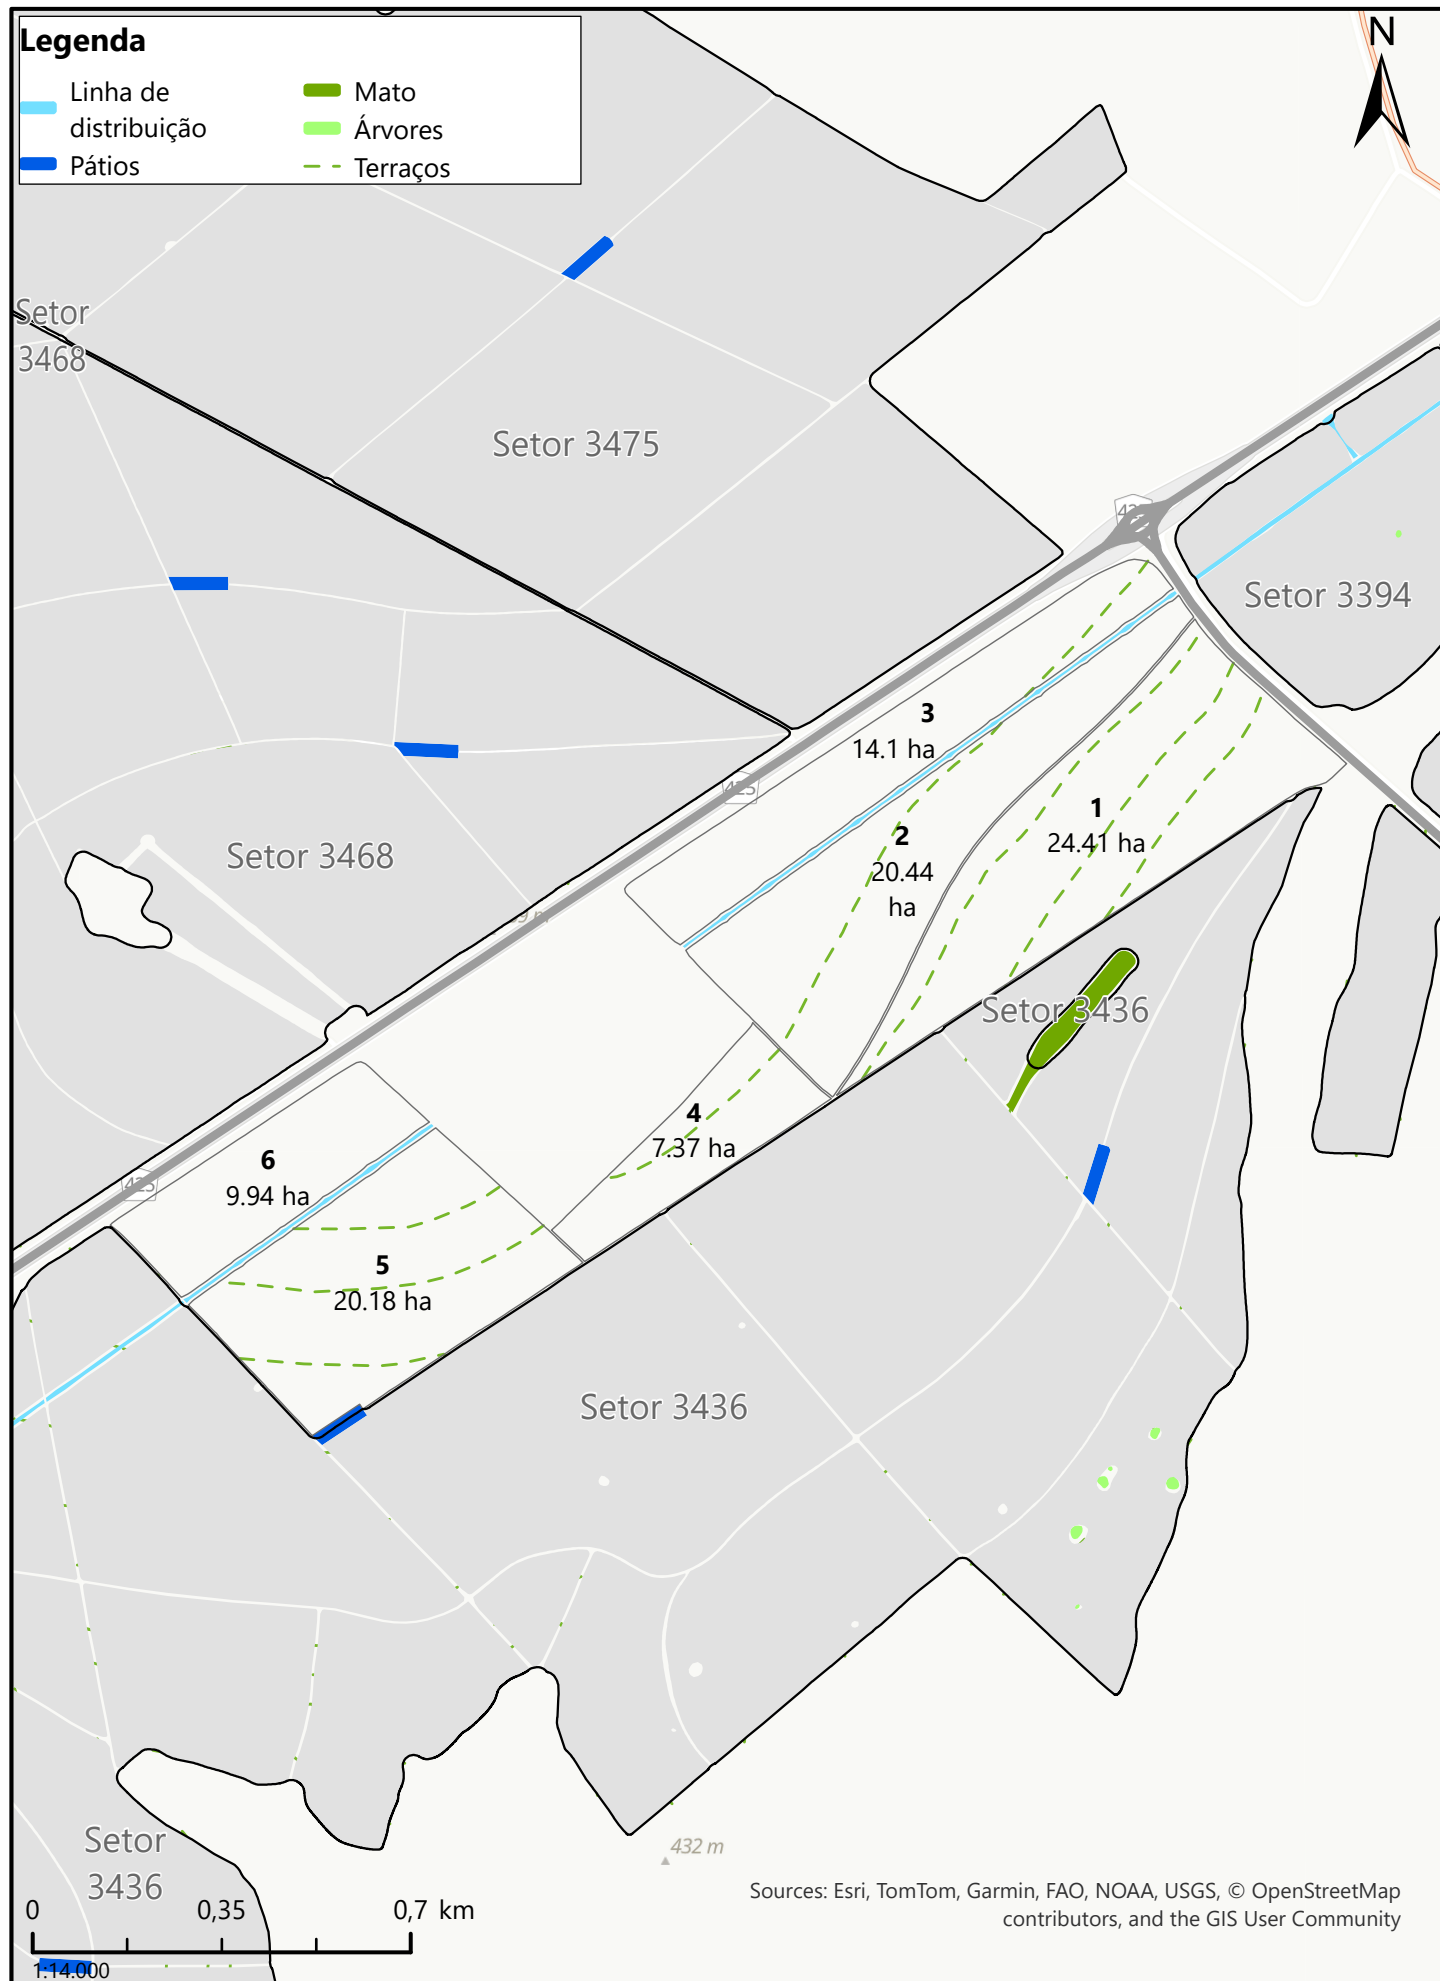 Legenda
Linha de
distribuição
Pátios
Mato
Árvores
Terraços
N
Setor
3468
Setor 3475
Setor 3394
3
14.1 ha
425
1
24.41 ha
2
20.44
ha
Setor 3468
Setor 3436
4
7.37 ha
6
9.94 ha
425
5
20.18 ha
Setor 3436
432 m
Setor
3436
Sources: Esri, TomTom, Garmin, FAO, NOAA, USGS, © OpenStreetMap
contributors, and the GIS User Community
0 0,35 0,7 km
1:14.000